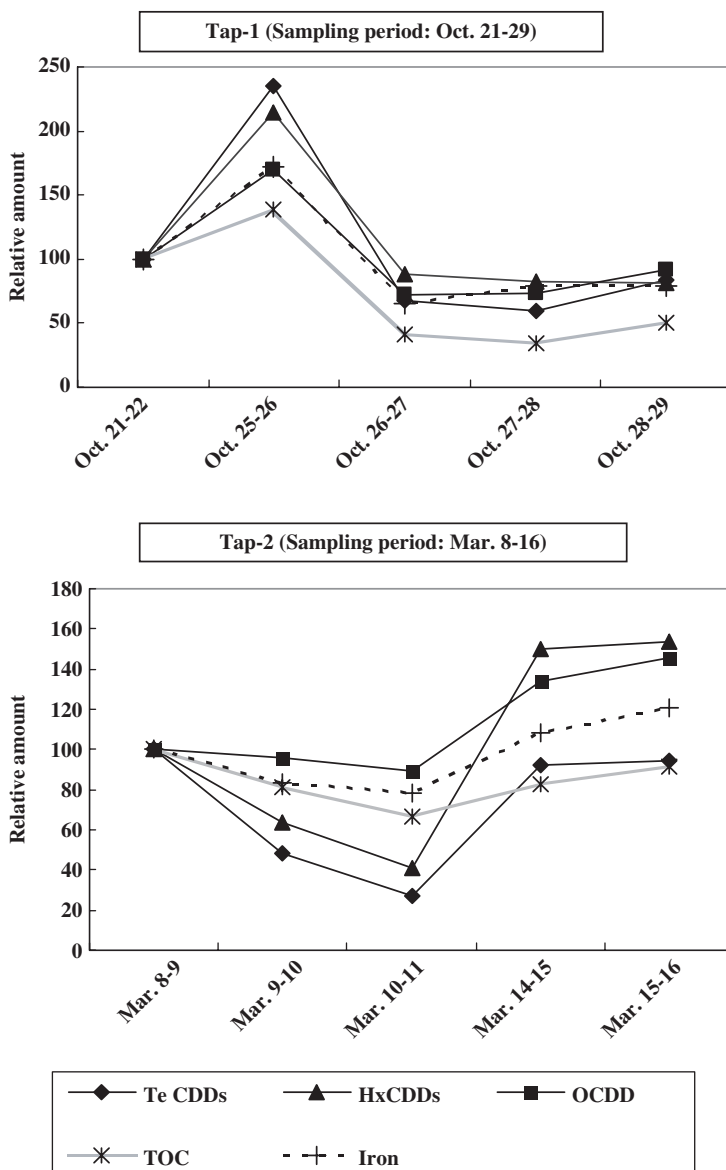 Tap-1 (Sampling period: Oct. 21-29)
250
200
150
100
50
0
Relative amount
Oct. 21-22
Oct. 25-26
Oct. 26-27
Oct. 27-28
Oct. 28-29
Tap-2 (Sampling period: Mar. 8-16)
180
160
140
120
100
80
60
40
20
0
Relative amount
Mar. 8-9
Mar. 9-10
Mar. 10-11
Mar. 14-15
Mar. 15-16
Te CDDs HxCDDs OCDD
TOC Iron